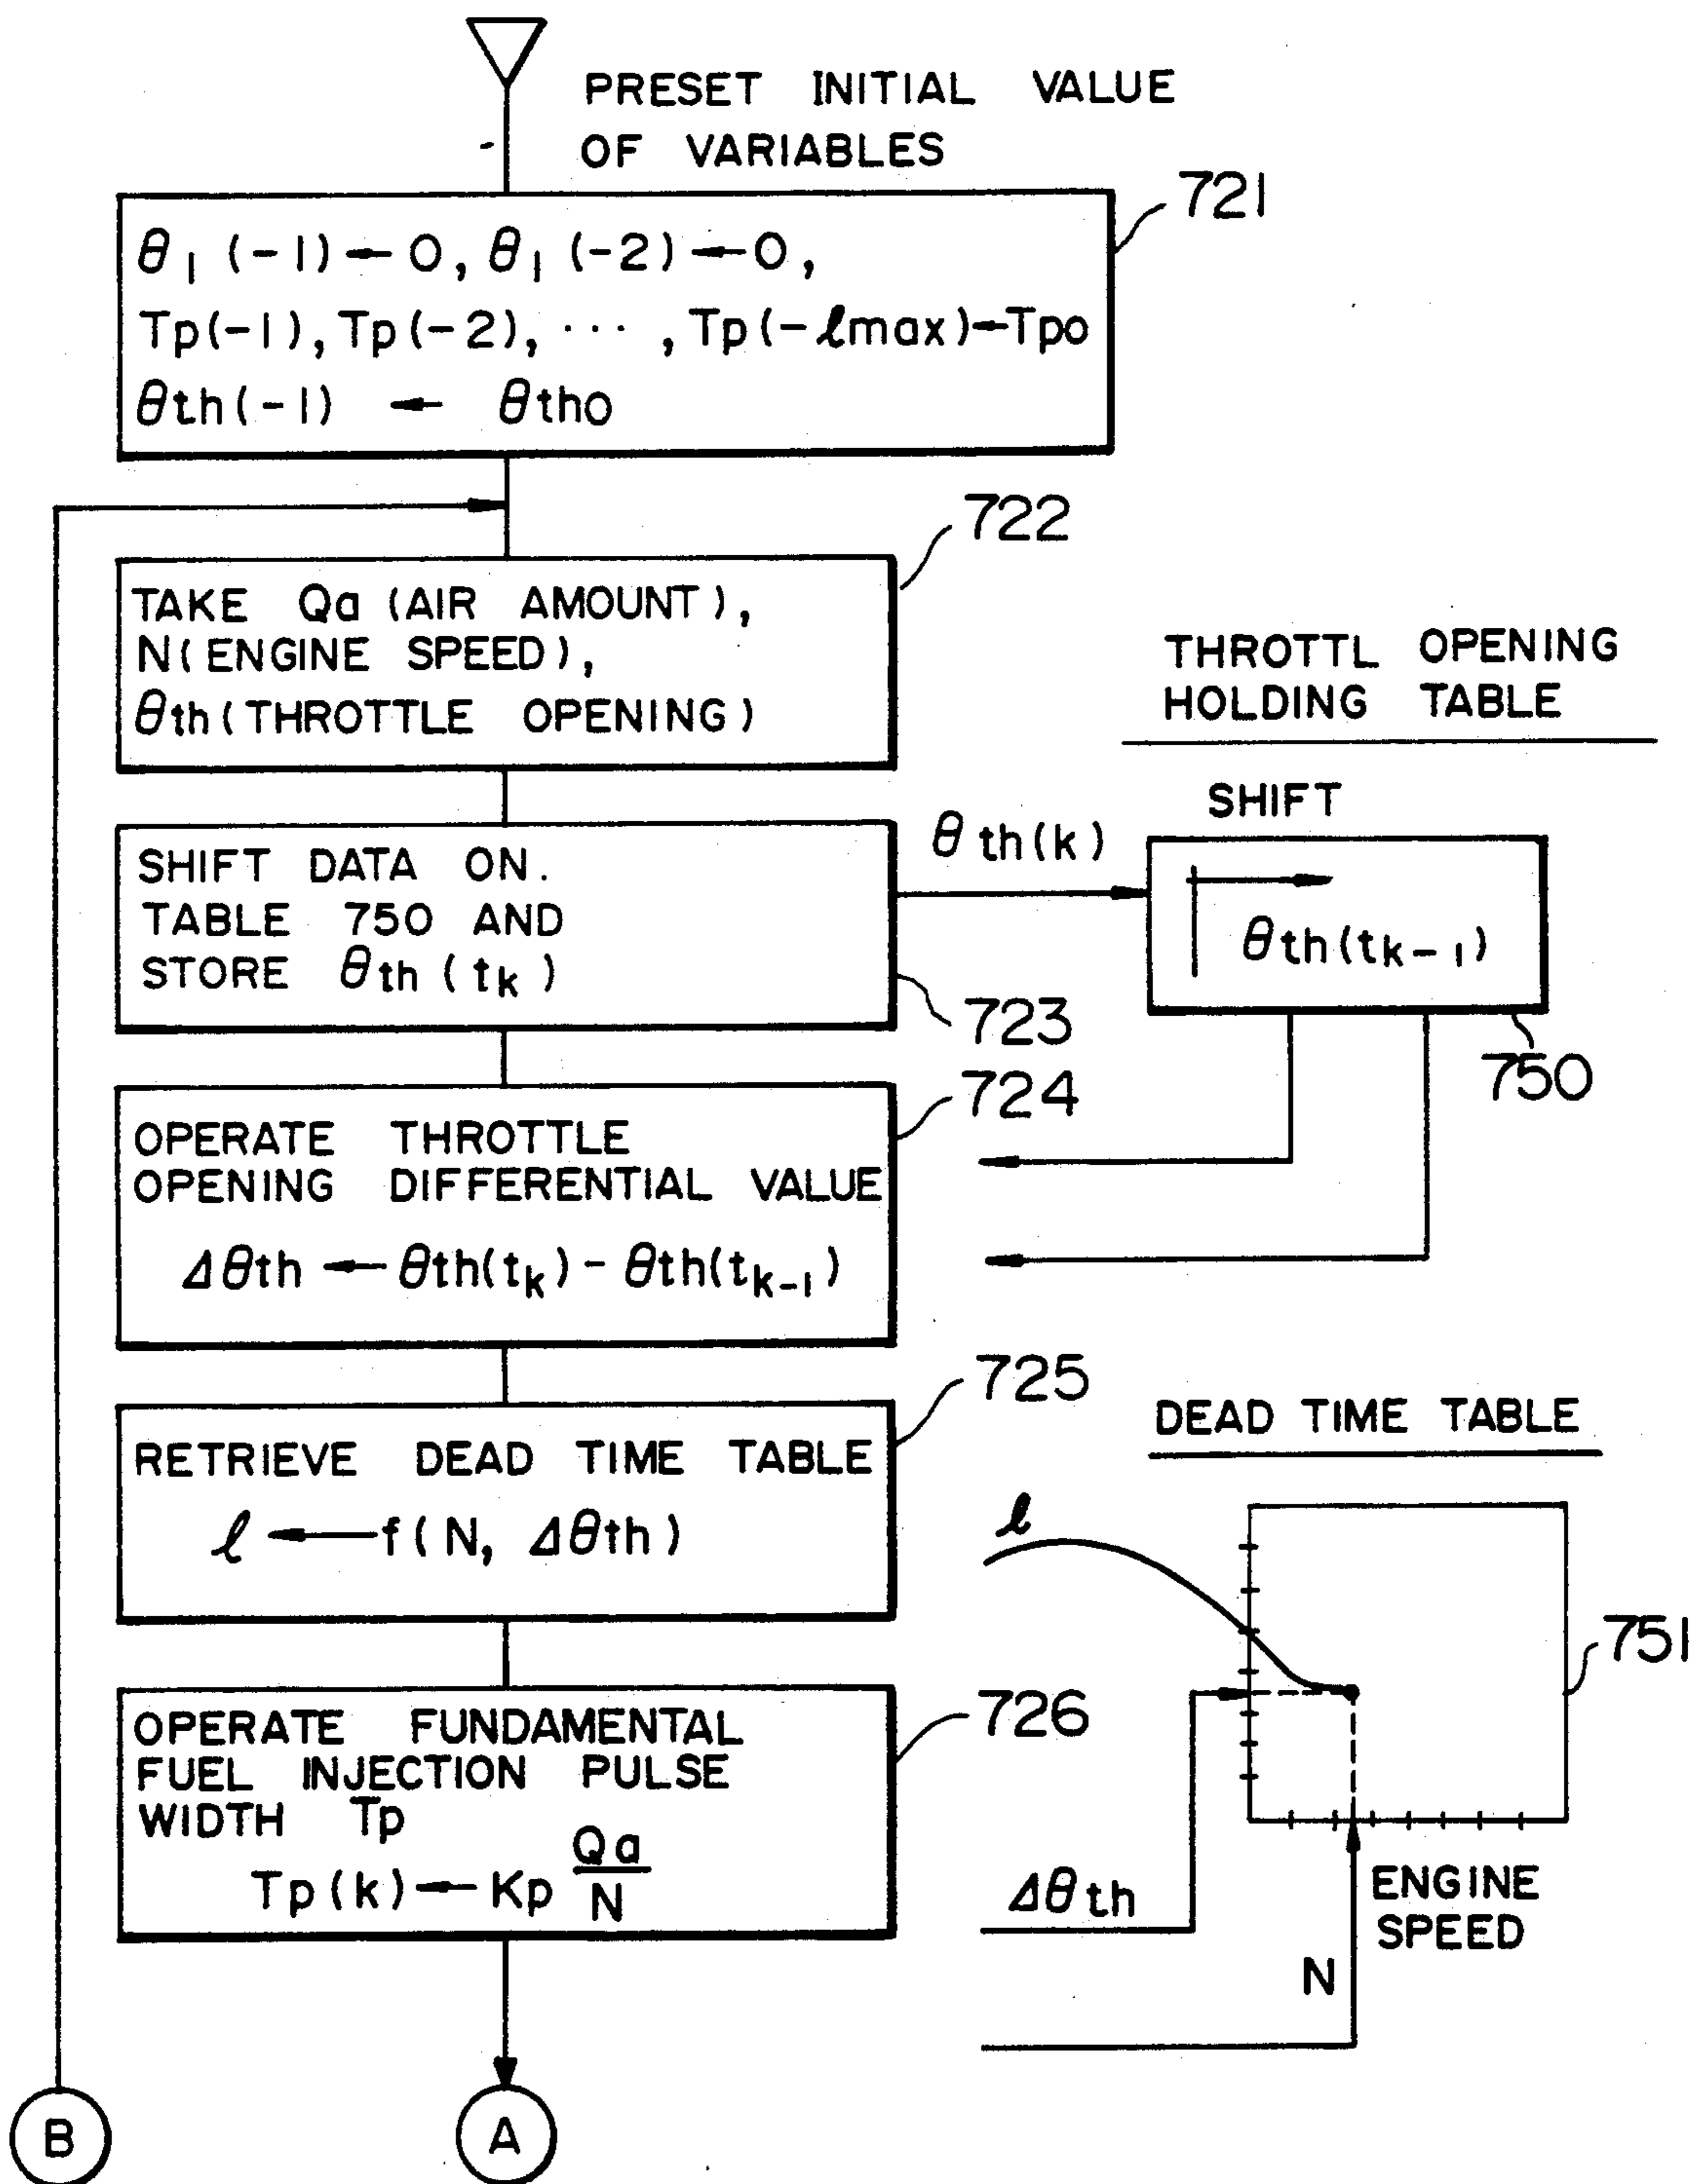 PRESET INITIAL VALUE
OF VARIABLES
721
θ1 (-1) ← 0, θ1 (-2) ← 0,
Tp(-1), Tp(-2), ··· , Tp(-ℓmax)←Tpo
θth(-1) ← θtho
722
TAKE Qa (AIR AMOUNT),
N(ENGINE SPEED),
θth(THROTTLE OPENING)
THROTTL OPENING
HOLDING TABLE
SHIFT
SHIFT DATA ON.
TABLE 750 AND
STORE θth (tk)
723
θth(k)
θth(tk-1)
750
724
OPERATE THROTTLE
OPENING DIFFERENTIAL VALUE
Δθth ← θth(tk) - θth(tk-1)
725
RETRIEVE DEAD TIME TABLE
ℓ ← f(N, Δθth)
DEAD TIME TABLE
ℓ
751
726
OPERATE FUNDAMENTAL
FUEL INJECTION PULSE
WIDTH Tp
Tp(k) ← Kp Qa/N
Δθth
ENGINE
SPEED
N
B
A